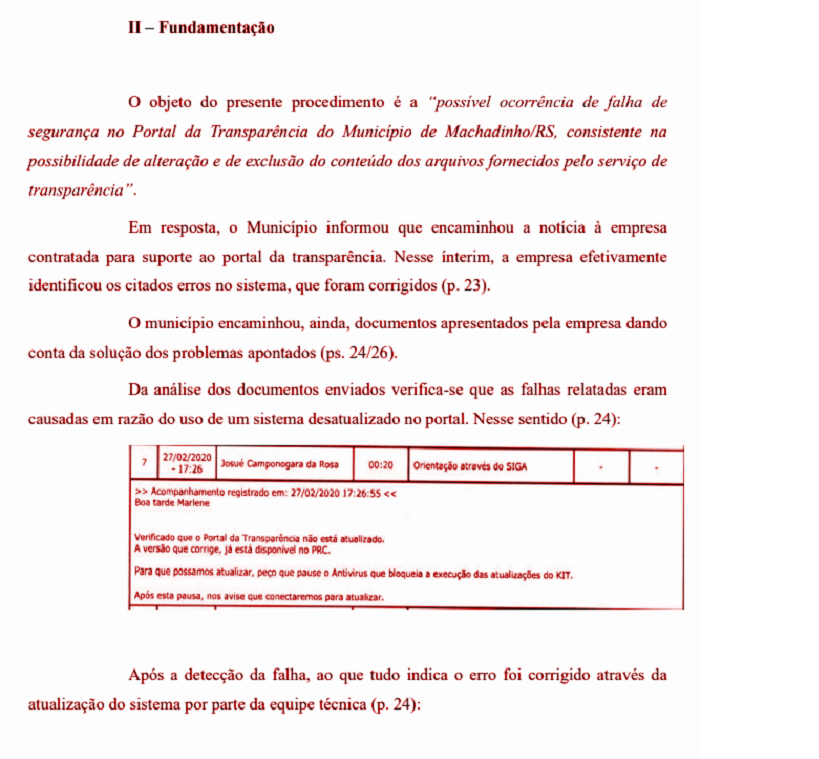 II – Fundamentação
O objeto do presente procedimento é a “possível ocorrência de falha de
segurança no Portal da Transparência do Município de Machadinho/RS, consistente na
possibilidade de alteração e de exclusão do conteúdo dos arquivos fornecidos pelo serviço de
transparência”.
Em resposta, o Município informou que encaminhou a notícia à empresa
contratada para suporte ao portal da transparência. Nesse ínterim, a empresa efetivamente
identificou os citados erros no sistema, que foram corrigidos (p. 23).
O município encaminhou, ainda, documentos apresentados pela empresa dando
conta da solução dos problemas apontados (ps. 24/26).
Da análise dos documentos enviados verifica-se que as falhas relatadas eram
causadas em razão do uso de um sistema desatualizado no portal. Nesse sentido (p. 24):
7 27/02/2020 - 17:26 Josué Camponogara da Rosa 00:20 Orientação através do SIGA - -
>> Acompanhamento registrado em:: 27/02/2020 17:26:55 <<
Boa tarde Marlene
Verificado que o Portal da Transparência não está atualizado.
A versão que corrige, já está disponível no PRC.
Para que possamos atualizar, peço que pause o Antivirus que bloqueia a execução das atualizações do KIT.
Após esta pausa, nos avise que conectaremos para atualizar.
Após a detecção da falha, ao que tudo indica o erro foi corrigido através da
atualização do sistema por parte da equipe técnica (p. 24):